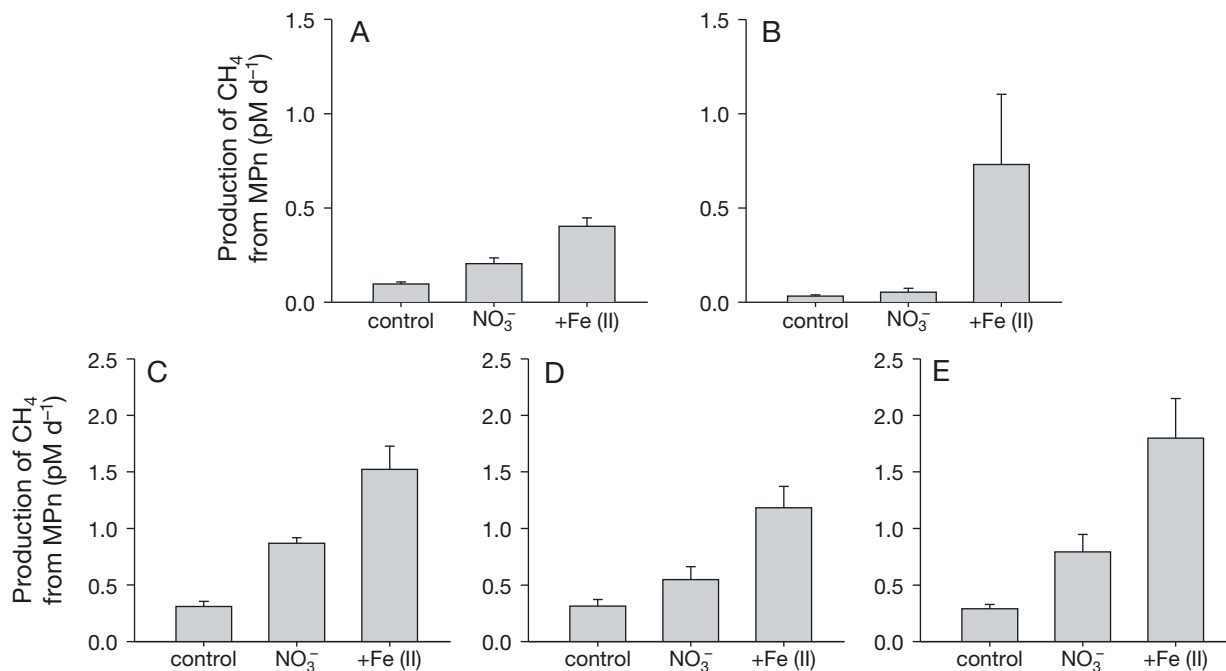 A
Production of CH₄
from MPn (pM d⁻¹)
1.5
1.0
0.5
0.0
control
NO₃⁻
+Fe (II)
B
1.5
1.0
0.5
0.0
control
NO₃⁻
+Fe (II)
C
Production of CH₄
from MPn (pM d⁻¹)
2.5
2.0
1.5
1.0
0.5
0.0
control
NO₃⁻
+Fe (II)
D
2.5
2.0
1.5
1.0
0.5
0.0
control
NO₃⁻
+Fe (II)
E
2.5
2.0
1.5
1.0
0.5
0.0
control
NO₃⁻
+Fe (II)